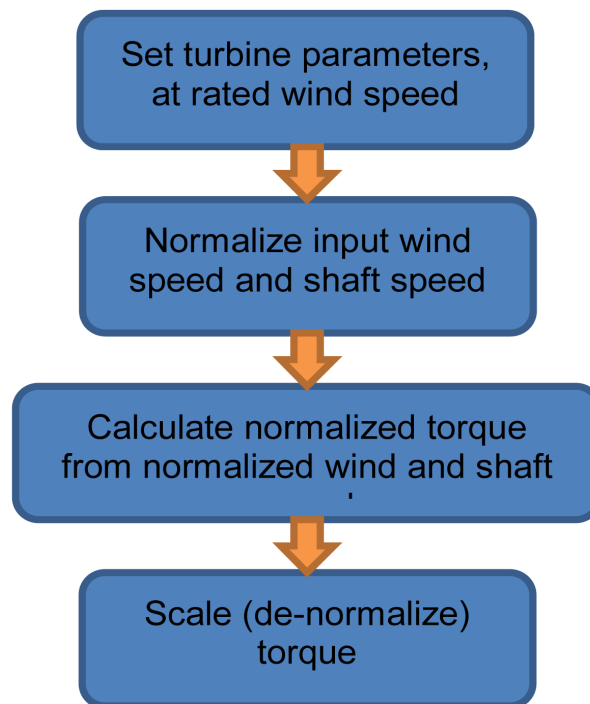 Set turbine parameters,
at rated wind speed
Normalize input wind
speed and shaft speed
Calculate normalized torque
from normalized wind and shaft
Scale (de-normalize)
torque